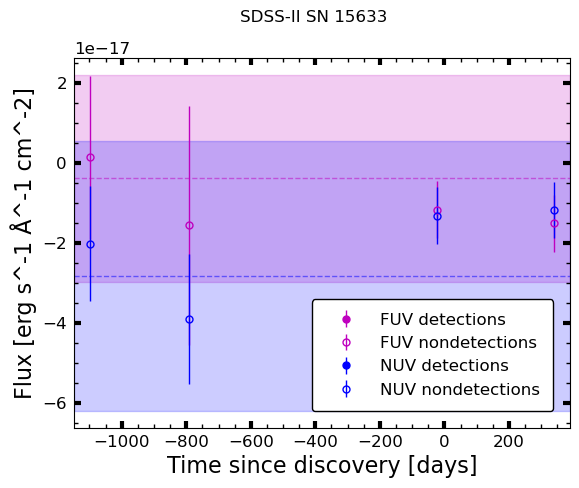 SDSS-II SN 15633
1e−17
2
0
−2
−4
−6
Flux [erg s^-1 Å^-1 cm^-2]
FUV detections
FUV nondetections
NUV detections
NUV nondetections
−1000 −800 −600 −400 −200 0 200
Time since discovery [days]